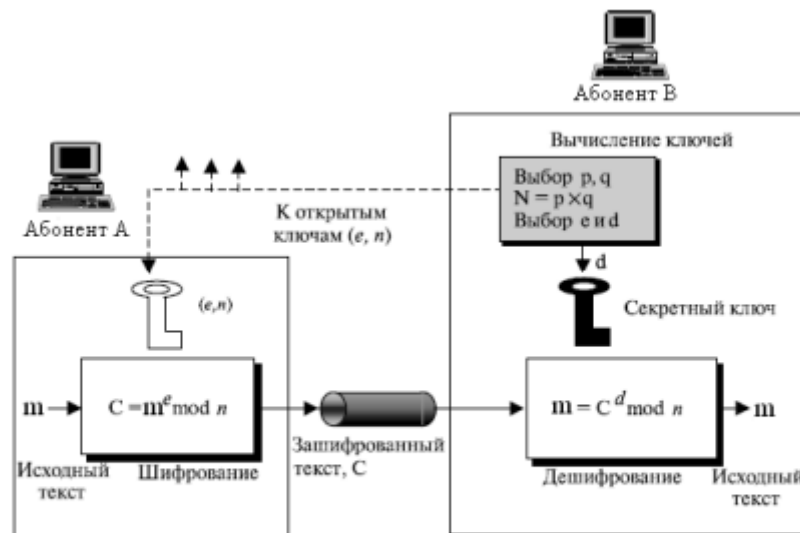 Абонент B
Вычисление ключей
Выбор p, q
N = p × q
Выбор e и d
Абонент A
К открытым
ключам (e, n)
d
(e,n)
Секретный ключ
m
C = m^e mod n
m = C^d mod n
m
Зашифрованный
текст, C
Исходный
текст
Шифрование
Дешифрование
Исходный
текст